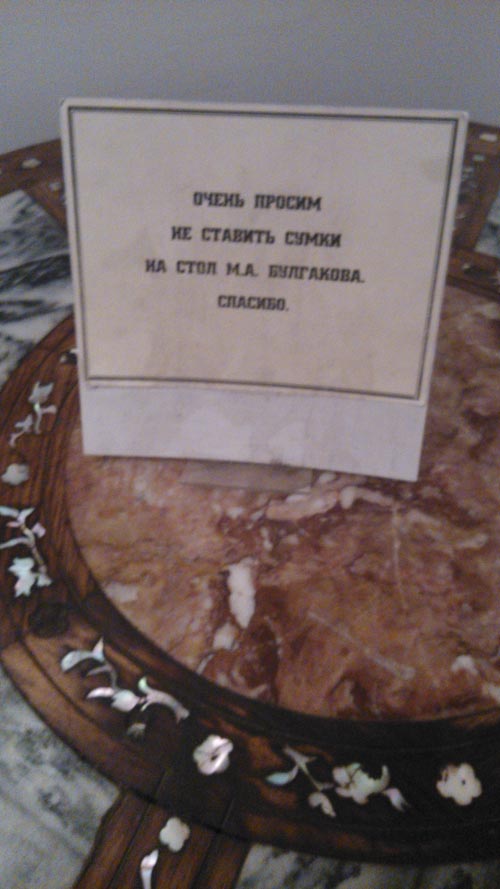 ОЧЕНЬ ПРОСИМ
НЕ СТАВИТЬ СУМКИ
НА СТОЛ М.А. БУЛГАКОВА.
СПАСИБО.